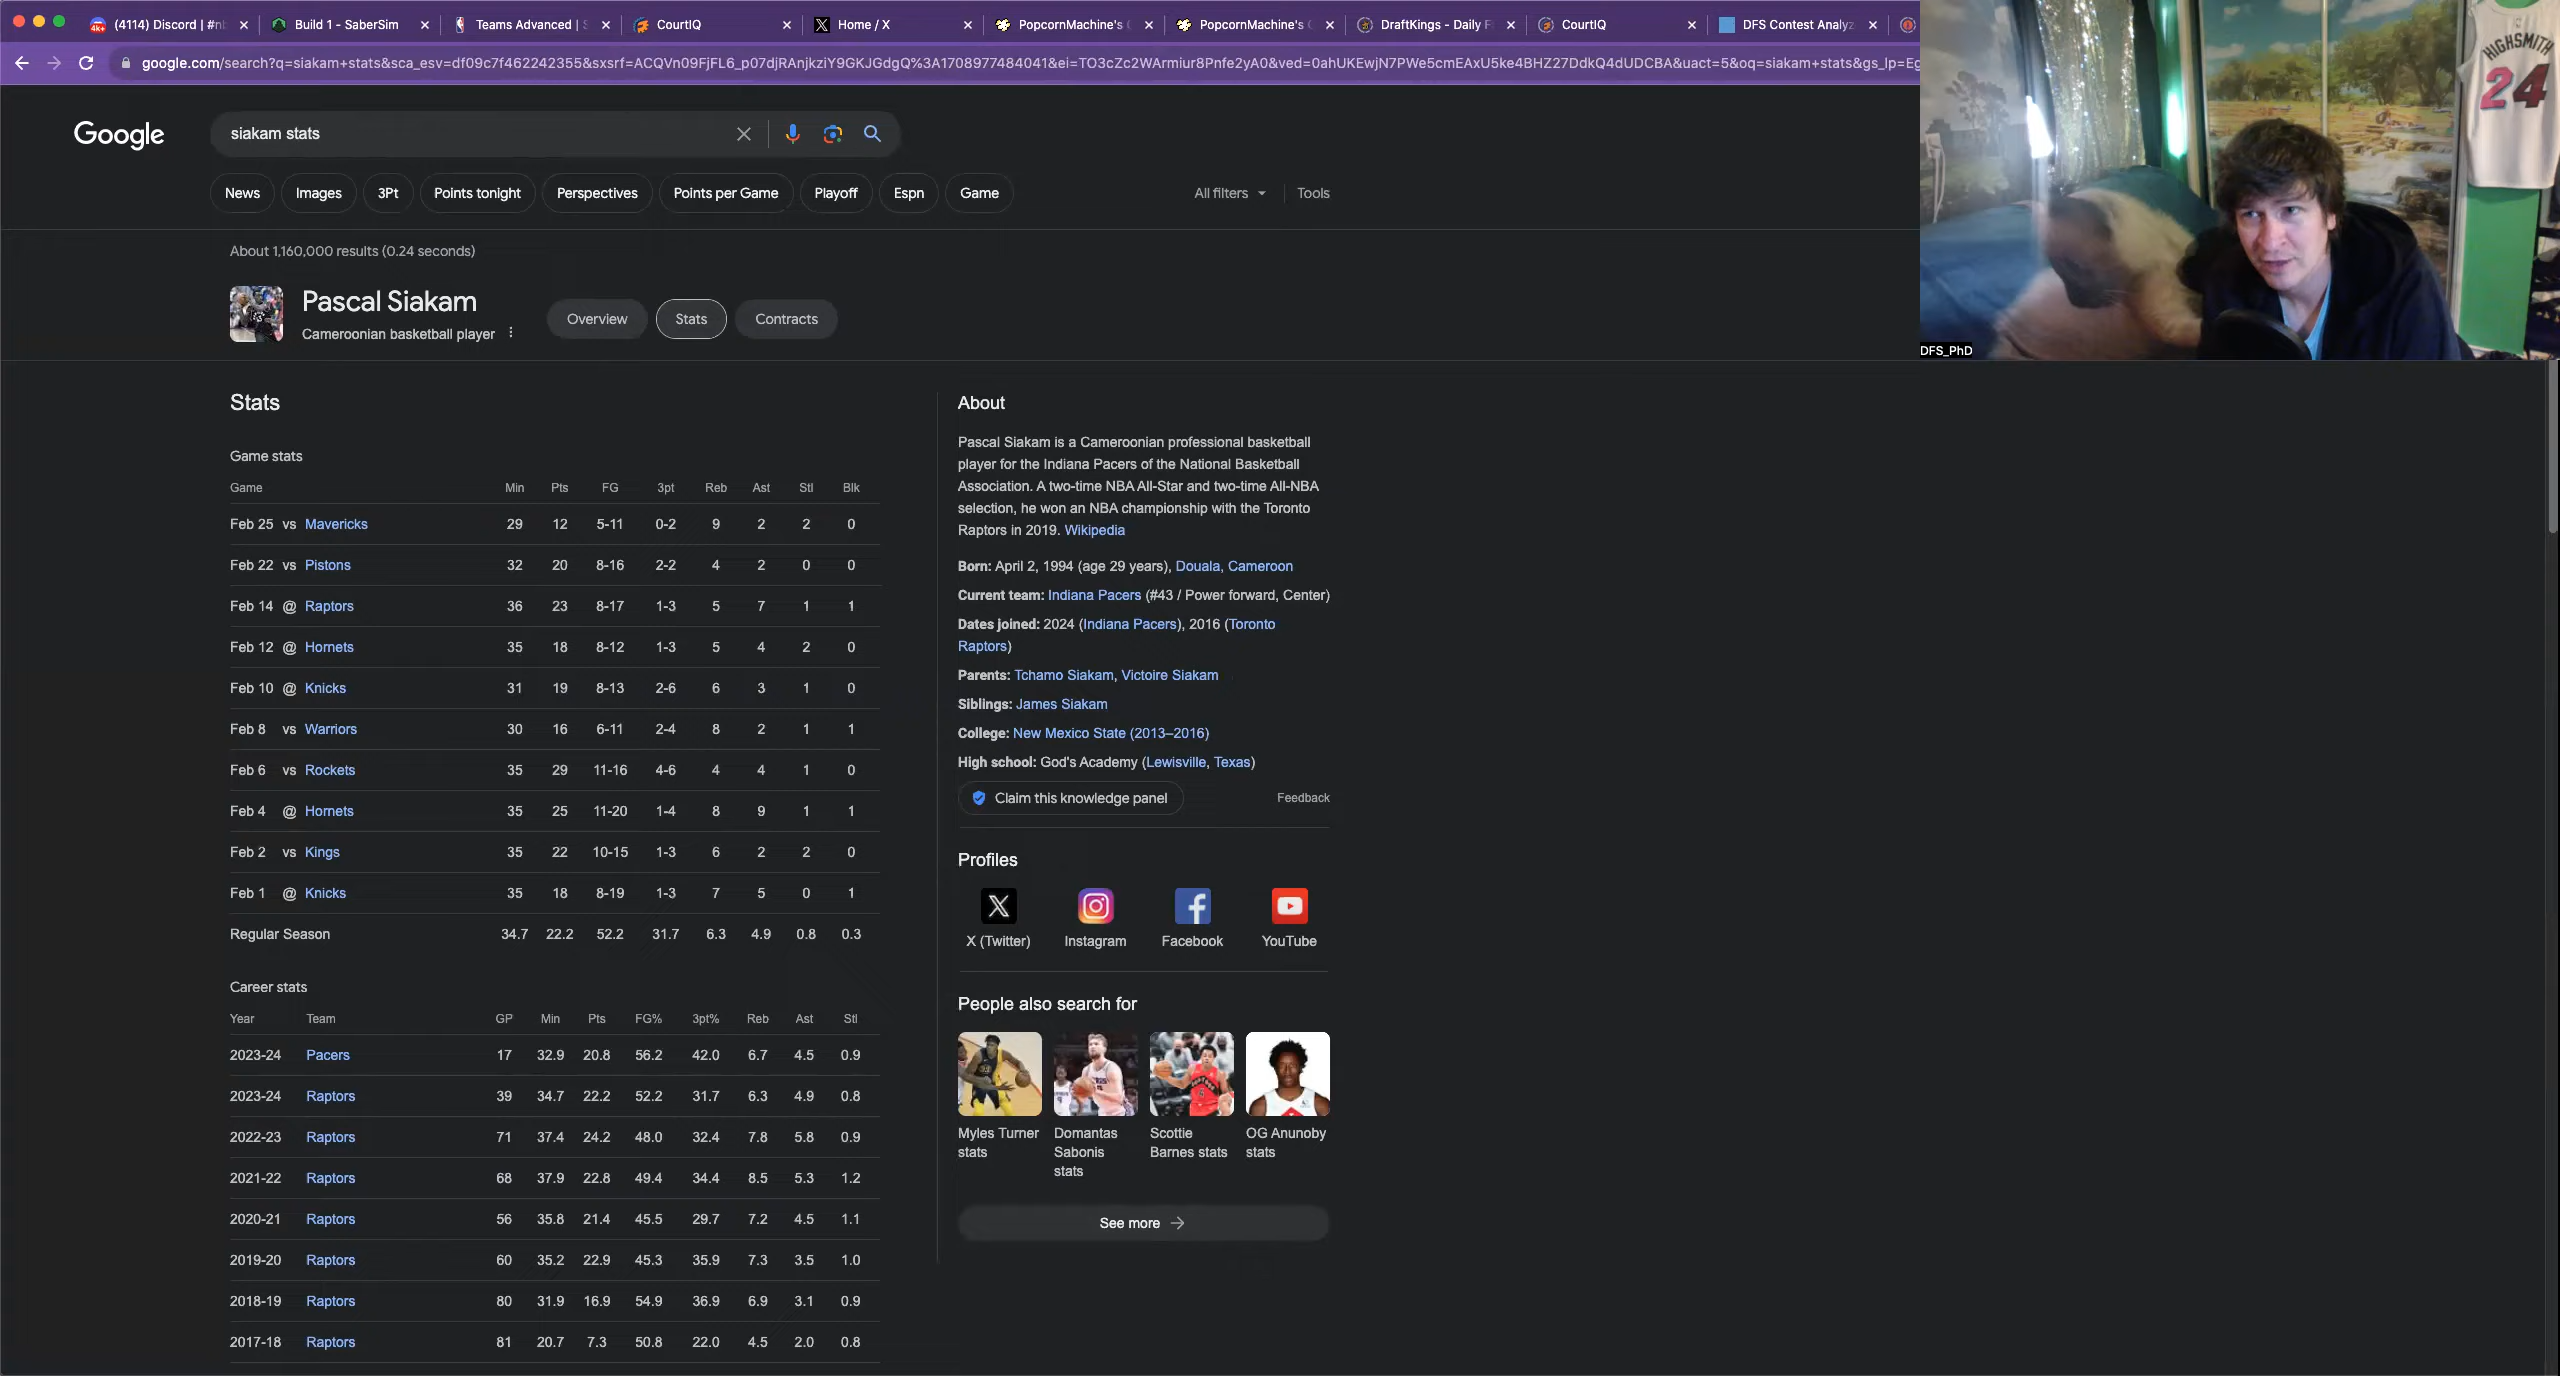 (4114) Discord | #n
Build 1 - SaberSim
Teams Advanced |
CourtIQ
Home / X
PopcornMachine's
PopcornMachine's
DraftKings - Daily F
CourtIQ
DFS Contest Analyz
google.com/search?q=siakam+stats&sca_esv=df09c7f462242355&sxsrf=ACQVn09FjFL6_p07djRAnjkziY9GKJGdgQ%3A1708977484041&ei=TO3cZc2WArmiur8Pnfe2yA0&ved=0ahUKEwjN7PWe5cmEAxU5ke4BHZ27DdkQ4dUDCBA&uact=5&oq=siakam+stats&gs_lp=Eg
HIGHSMITH
24
DFS_PhD
Google
siakam stats
News
Images
3Pt
Points tonight
Perspectives
Points per Game
Playoff
Espn
Game
All filters
Tools
About 1,160,000 results (0.24 seconds)
Pascal Siakam
Cameroonian basketball player
Overview
Stats
Contracts
Stats
Game stats
Game Min Pts FG 3pt Reb Ast Stl Blk
Feb 25 vs Mavericks 29 12 5-11 0-2 9 2 2 0
Feb 22 vs Pistons 32 20 8-16 2-2 4 2 0 0
Feb 14 @ Raptors 36 23 8-17 1-3 5 7 1 1
Feb 12 @ Hornets 35 18 8-12 1-3 5 4 2 0
Feb 10 @ Knicks 31 19 8-13 2-6 6 3 1 0
Feb 8 vs Warriors 30 16 6-11 2-4 8 2 1 1
Feb 6 vs Rockets 35 29 11-16 4-6 4 4 1 0
Feb 4 @ Hornets 35 25 11-20 1-4 8 9 1 1
Feb 2 vs Kings 35 22 10-15 1-3 6 2 2 0
Feb 1 @ Knicks 35 18 8-19 1-3 7 5 0 1
Regular Season 34.7 22.2 52.2 31.7 6.3 4.9 0.8 0.3
Career stats
Year Team GP Min Pts FG% 3pt% Reb Ast Stl
2023-24 Pacers 17 32.9 20.8 56.2 42.0 6.7 4.5 0.9
2023-24 Raptors 39 34.7 22.2 52.2 31.7 6.3 4.9 0.8
2022-23 Raptors 71 37.4 24.2 48.0 32.4 7.8 5.8 0.9
2021-22 Raptors 68 37.9 22.8 49.4 34.4 8.5 5.3 1.2
2020-21 Raptors 56 35.8 21.4 45.5 29.7 7.2 4.5 1.1
2019-20 Raptors 60 35.2 22.9 45.3 35.9 7.3 3.5 1.0
2018-19 Raptors 80 31.9 16.9 54.9 36.9 6.9 3.1 0.9
2017-18 Raptors 81 20.7 7.3 50.8 22.0 4.5 2.0 0.8
About
Pascal Siakam is a Cameroonian professional basketball
player for the Indiana Pacers of the National Basketball
Association. A two-time NBA All-Star and two-time All-NBA
selection, he won an NBA championship with the Toronto
Raptors in 2019. Wikipedia
Born: April 2, 1994 (age 29 years), Douala, Cameroon
Current team: Indiana Pacers (#43 / Power forward, Center)
Dates joined: 2024 (Indiana Pacers), 2016 (Toronto
Raptors)
Parents: Tchamo Siakam, Victoire Siakam
Siblings: James Siakam
College: New Mexico State (2013–2016)
High school: God's Academy (Lewisville, Texas)
Claim this knowledge panel
Feedback
Profiles
X (Twitter)
Instagram
Facebook
YouTube
People also search for
Myles Turner
stats
Domantas
Sabonis
stats
Scottie
Barnes stats
OG Anunoby
stats
See more